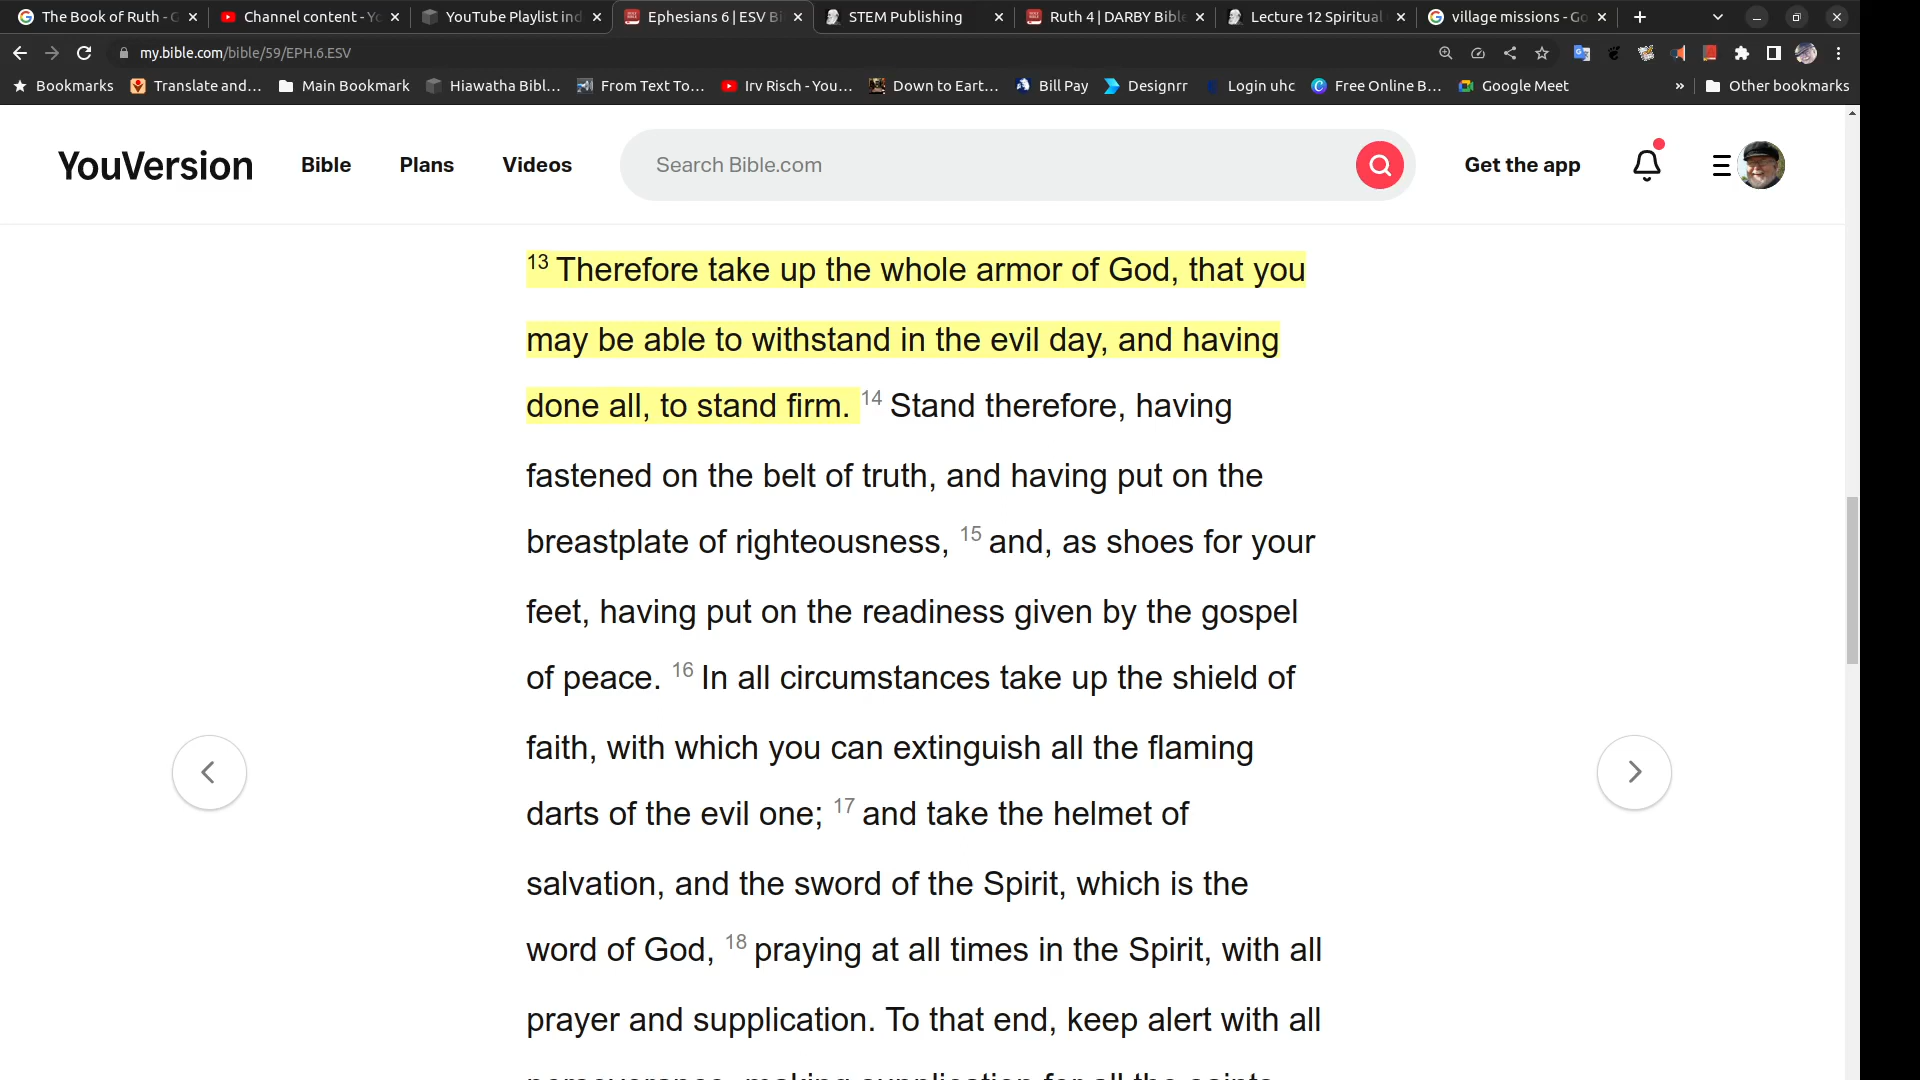 The Book of Ruth - G
Channel content - Yo
YouTube Playlist ind
Ephesians 6 | ESV Bi
STEM Publishing
Ruth 4 | DARBY Bible
Lecture 12 Spiritual
village missions - Go
my.bible.com/bible/59/EPH.6.ESV
Bookmarks
Translate and...
Main Bookmark
Hiawatha Bibl...
From Text To...
Irv Risch - You...
Down to Earth...
Bill Pay
Designrr
Login uhc
Free Online B...
Google Meet
»
Other bookmarks
YouVersion
Bible
Plans
Videos
Search Bible.com
Get the app
13 Therefore take up the whole armor of God, that you
may be able to withstand in the evil day, and having
done all, to stand firm. 14 Stand therefore, having
fastened on the belt of truth, and having put on the
breastplate of righteousness, 15 and, as shoes for your
feet, having put on the readiness given by the gospel
of peace. 16 In all circumstances take up the shield of
faith, with which you can extinguish all the flaming
darts of the evil one; 17 and take the helmet of
salvation, and the sword of the Spirit, which is the
word of God, 18 praying at all times in the Spirit, with all
prayer and supplication. To that end, keep alert with all
perseverance, making supplication for all the saints,